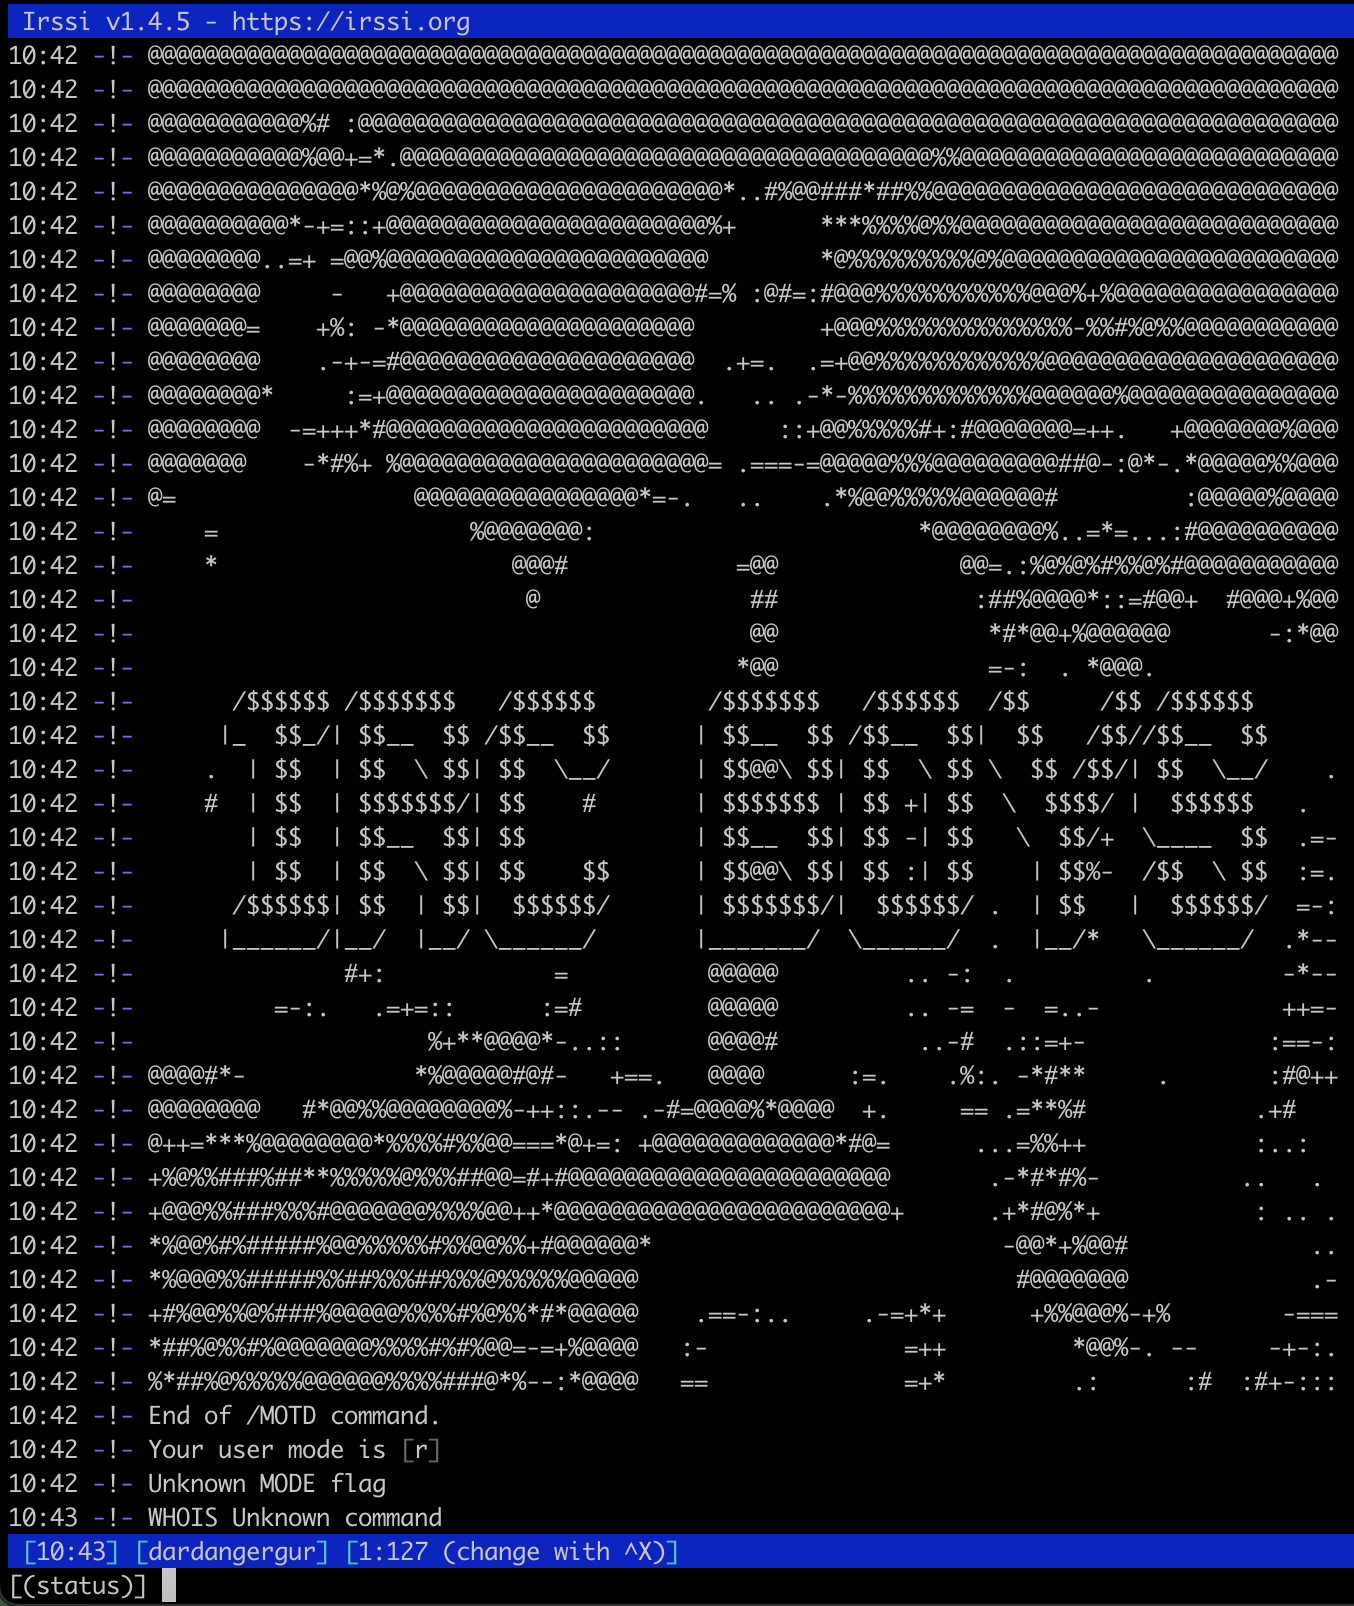 Irssi v1.4.5 - https://irssi.org
10:42 -!- @@@@@@@@@@@@@@@@@@@@@@@@@@@@@@@@@@@@@@@@@@@@@@@@@@@@@@@@@@@@@@@@@@@@@@@@@@@@@@@@@@@@@
10:42 -!- @@@@@@@@@@@@@@@@@@@@@@@@@@@@@@@@@@@@@@@@@@@@@@@@@@@@@@@@@@@@@@@@@@@@@@@@@@@@@@@@@@@@@
10:42 -!- @@@@@@@@@@@%# :@@@@@@@@@@@@@@@@@@@@@@@@@@@@@@@@@@@@@@@@@@@@@@@@@@@@@@@@@@@@@@@@@@@@@@
10:42 -!- @@@@@@@@@@@%@@+=*.@@@@@@@@@@@@@@@@@@@@@@@@@@@@@@@@@@@@@@%%@@@@@@@@@@@@@@@@@@@@@@@@@@@
10:42 -!- @@@@@@@@@@@@@@@*%@%@@@@@@@@@@@@@@@@@@@@@@*..#%@@###*##%%@@@@@@@@@@@@@@@@@@@@@@@@@@@@@
10:42 -!- @@@@@@@@@@*-+=::+@@@@@@@@@@@@@@@@@@@@@@@%+      ***%%%%@%%@@@@@@@@@@@@@@@@@@@@@@@@@@@
10:42 -!- @@@@@@@@..=+ =@@%@@@@@@@@@@@@@@@@@@@@@@@        *@%%%%%%%%%@%@@@@@@@@@@@@@@@@@@@@@@@@
10:42 -!- @@@@@@@@     -   +@@@@@@@@@@@@@@@@@@@@@#=% :@#=:#@@@%%%%%%%%%%%@@@%+%@@@@@@@@@@@@@@@@
10:42 -!- @@@@@@@=    +%: -*@@@@@@@@@@@@@@@@@@@@@         +@@@%%%%%%%%%%%%%%-%%#%@%%@@@@@@@@@@@
10:42 -!- @@@@@@@@    .-+-=#@@@@@@@@@@@@@@@@@@@@@  .+=.  .=+@@%%%%%%%%%%%%@@@@@@@@@@@@@@@@@@@@@
10:42 -!- @@@@@@@@*     :=+@@@@@@@@@@@@@@@@@@@@@@.   .. .-*-%%%%%%%%%%%%%@@@@@@%@@@@@@@@@@@@@@@
10:42 -!- @@@@@@@@  -=+++*#@@@@@@@@@@@@@@@@@@@@@@@     ::+@@%%%%%#+:#@@@@@@@=++.   +@@@@@@@%@@@
10:42 -!- @@@@@@@    -*#%+ %@@@@@@@@@@@@@@@@@@@@@@= .===-=@@@@@%%%@@@@@@@@@##@-:@*-.*@@@@@%%@@@
10:42 -!- @=                 @@@@@@@@@@@@@@@@*=-.   ..     .*%@@%%%%%@@@@@@#         :@@@@@%@@@@
10:42 -!-     =                  %@@@@@@@:                       *@@@@@@@@%..=*=...:#@@@@@@@@@@
10:42 -!-     *                     @@@#            =@@             @@=.:%@%@%#%%@%#@@@@@@@@@@@
10:42 -!-                            @               ##              :##%@@@@*::=#@@+  #@@@+%@@
10:42 -!-                                            @@               *#*@@+%@@@@@@       -:*@@
10:42 -!-                                           *@@               =-:  . *@@@.
10:42 -!-       /$$$$$$ /$$$$$$$   /$$$$$$        /$$$$$$$   /$$$$$$  /$$     /$$ /$$$$$$
10:42 -!-      |_  $$_/| $$__  $$ /$$__  $$      | $$__  $$ /$$__  $$|  $$   /$$//$$__  $$
10:42 -!-     .  | $$  | $$  \ $$| $$  \__/      | $$@@\ $$| $$  \ $$ \  $$ /$$/| $$  \__/    .
10:42 -!-     #  | $$  | $$$$$$$/| $$    #       | $$$$$$$ | $$ +| $$  \  $$$$/ |  $$$$$$   .
10:42 -!-        | $$  | $$__  $$| $$            | $$__  $$| $$ -| $$   \  $$/+  \____  $$  .=-
10:42 -!-        | $$  | $$  \ $$| $$    $$      | $$@@\ $$| $$ :| $$    | $$%-  /$$  \ $$  :=.
10:42 -!-       /$$$$$$| $$  | $$|  $$$$$$/      | $$$$$$$/|  $$$$$$/ .  | $$   |  $$$$$$/  =-:
10:42 -!-      |______/|__/  |__/ \______/       |_______/  \______/  .  |__/*   \______/  .*--
10:42 -!-               #+:            =          @@@@@         .. -:  .         .         -*--
10:42 -!-          =-:.   .=+=::      :=#         @@@@@         .. -=  -  =..-             ++=-
10:42 -!-                     %+**@@@@*-..::      @@@@#          ..-#  .::=+-             :==-:
10:42 -!- @@@@#*-            *%@@@@@#@#-   +==.   @@@@      :=.    .%:. -*#**     .       :#@++
10:42 -!- @@@@@@@@   #*@@%%@@@@@@@@%-++::.-- .-#=@@@@%*@@@@  +.     == .=**%#            .+#
10:42 -!- @++=***%@@@@@@@@*%%%%#%%@@===*@+=: +@@@@@@@@@@@@@*#@=      ...=%%++            :..:
10:42 -!- +%@%%###%##**%%%%%@%%%##@@=#+#@@@@@@@@@@@@@@@@@@@@@@@       .-*#*#%-          ..   .
10:42 -!- +@@@%%###%%%#@@@@@@@%%%%@@++*@@@@@@@@@@@@@@@@@@@@@@@@+      .+*#@%*+           : .. .
10:42 -!- *%@@%#%#####%@@%%%%%#%%@@%%+#@@@@@@*                         -@@*+%@@#             ..
10:42 -!- *%@@@%%#####%%##%%%##%%%@%%%%%@@@@@                           #@@@@@@@             .-
10:42 -!- +#%@@%%@%###%@@@@@%%%%#%@%%*#*@@@@@    .==-:..     .-=+*+      +%%@@@%-+%        -===
10:42 -!- *##%@%%#%@@@@@@@%%%%#%#%@@=-=+%@@@@   :-              =++         *@@%-. --     -+-:.
10:42 -!- %*##%@%%%%%@@@@@@%%%%###@*%--:*@@@@   ==              =+*         .:      :#  :#+-:::
10:42 -!- End of /MOTD command.
10:42 -!- Your user mode is [r]
10:42 -!- Unknown MODE flag
10:43 -!- WHOIS Unknown command
[10:43] [dardangergur] [1:127 (change with ^X)]
[(status)]